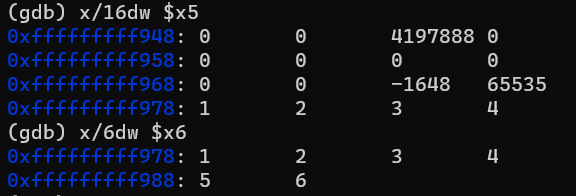 (gdb) x/16dw $x5
0xfffffffff948: 0 0 4197888 0
0xfffffffff958: 0 0 0 0
0xfffffffff968: 0 0 -1648 65535
0xfffffffff978: 1 2 3 4
(gdb) x/6dw $x6
0xfffffffff978: 1 2 3 4
0xfffffffff988: 5 6